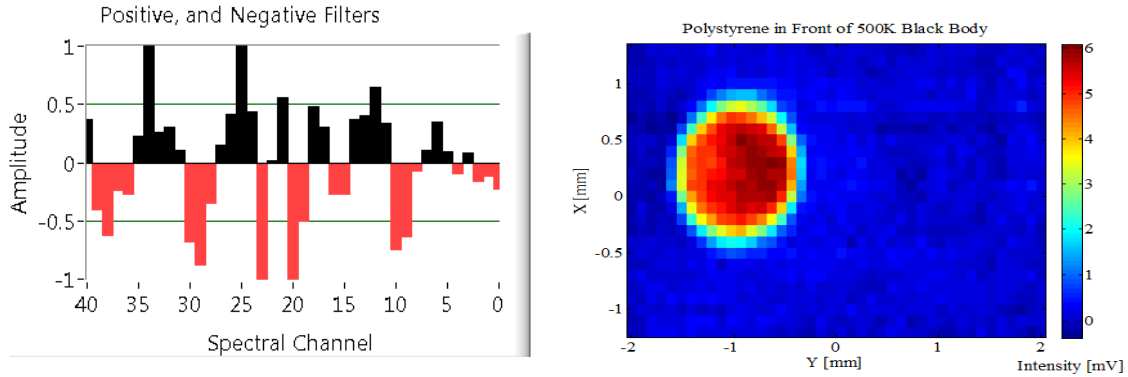 Positive, and Negative Filters
1
0.5
0
-0.5
-1
Amplitude
40 35 30 25 20 15 10 5 0
Spectral Channel
Polystyrene in Front of 500K Black Body
1
0.5
0
-0.5
-1
X [mm]
-2 -1 0 1 2
Y [mm]
6
5
4
3
2
1
0
Intensity [mV]